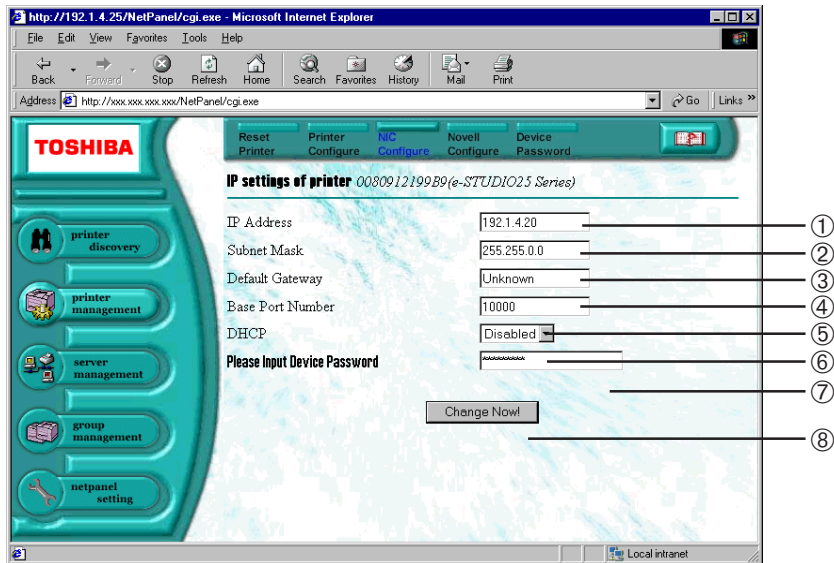 http://192.1.4.25/NetPanel/cgi.exe - Microsoft Internet Explorer
File Edit View Favorites Tools Help
Back Forward Stop Refresh Home Search Favorites History Mail Print
Address http://xxx.xxx.xxx.xxx/NetPanel/cgi.exe Go Links »
TOSHIBA
Reset Printer
Printer Configure
NIC Configure
Novell Configure
Device Password
IP settings of printer 0080912199B9(e-STUDIO25 Series)
printer discovery
printer management
server management
group management
netpanel setting
IP Address 192.1.4.20 ①
Subnet Mask 255.255.0.0 ②
Default Gateway Unknown ③
Base Port Number 10000 ④
DHCP Disabled ⑤
Please Input Device Password ********* ⑥
⑦
Change Now!
⑧
Local intranet